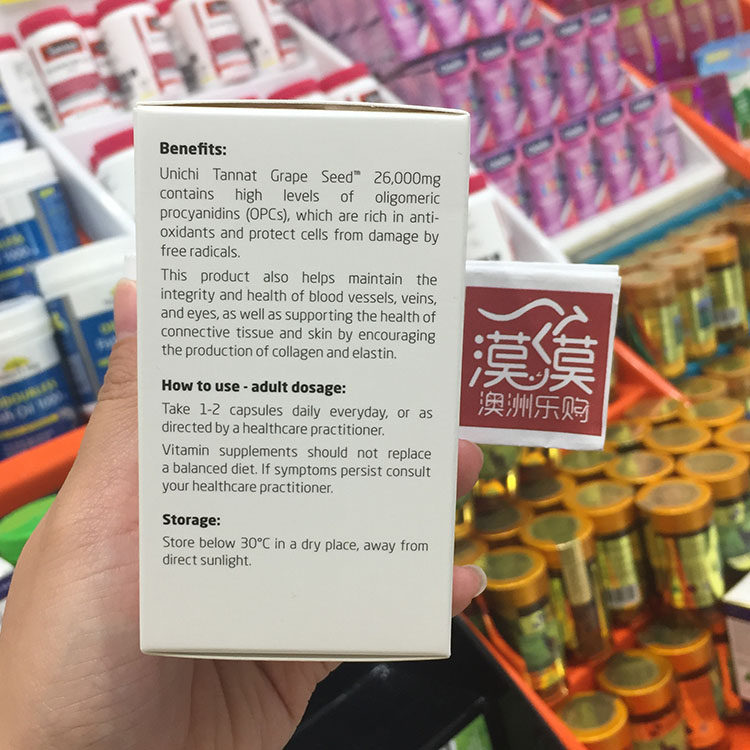 Benefits:
Unichi Tannat Grape Seed™ 26,000mg
contains high levels of oligomeric
procyanidins (OPCs), which are rich in anti-
oxidants and protect cells from damage by
free radicals.
This product also helps maintain the
integrity and health of blood vessels, veins,
and eyes, as well as supporting the health of
connective tissue and skin by encouraging
the production of collagen and elastin.
How to use - adult dosage:
Take 1-2 capsules daily everyday, or as
directed by a healthcare practitioner.
Vitamin supplements should not replace
a balanced diet. If symptoms persist consult
your healthcare practitioner.
Storage:
Store below 30°C in a dry place, away from
direct sunlight.
漠漠
澳洲乐购